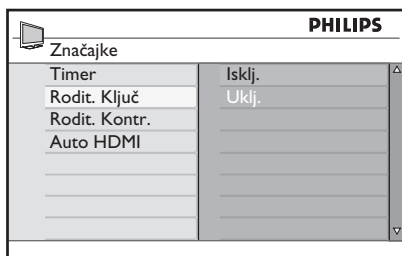 PHILIPS
Značajke
Timer Isklj.
Rodit. Ključ Uklj.
Rodit. Kontr.
Auto HDMI